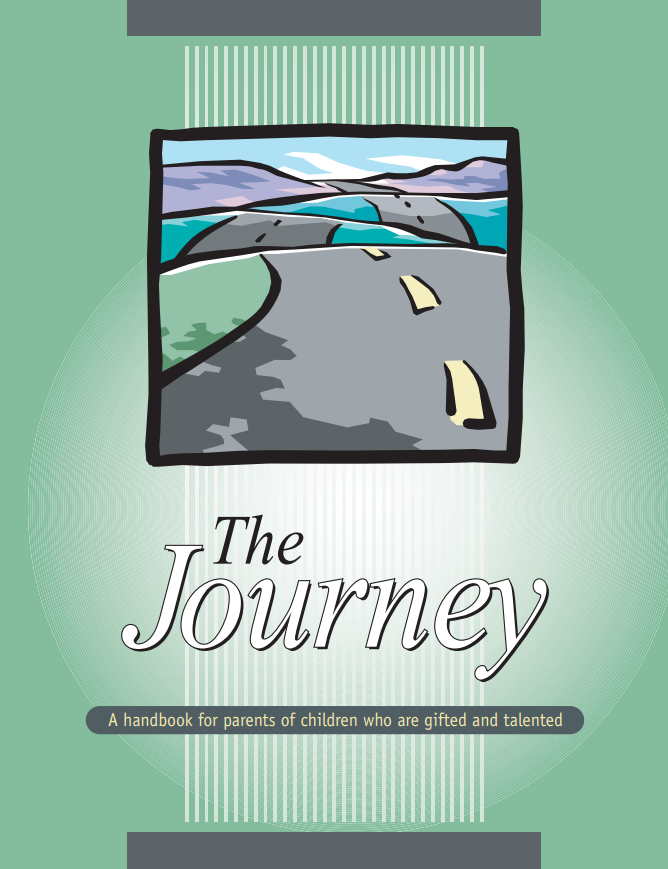 The
Journey
A handbook for parents of children who are gifted and talented